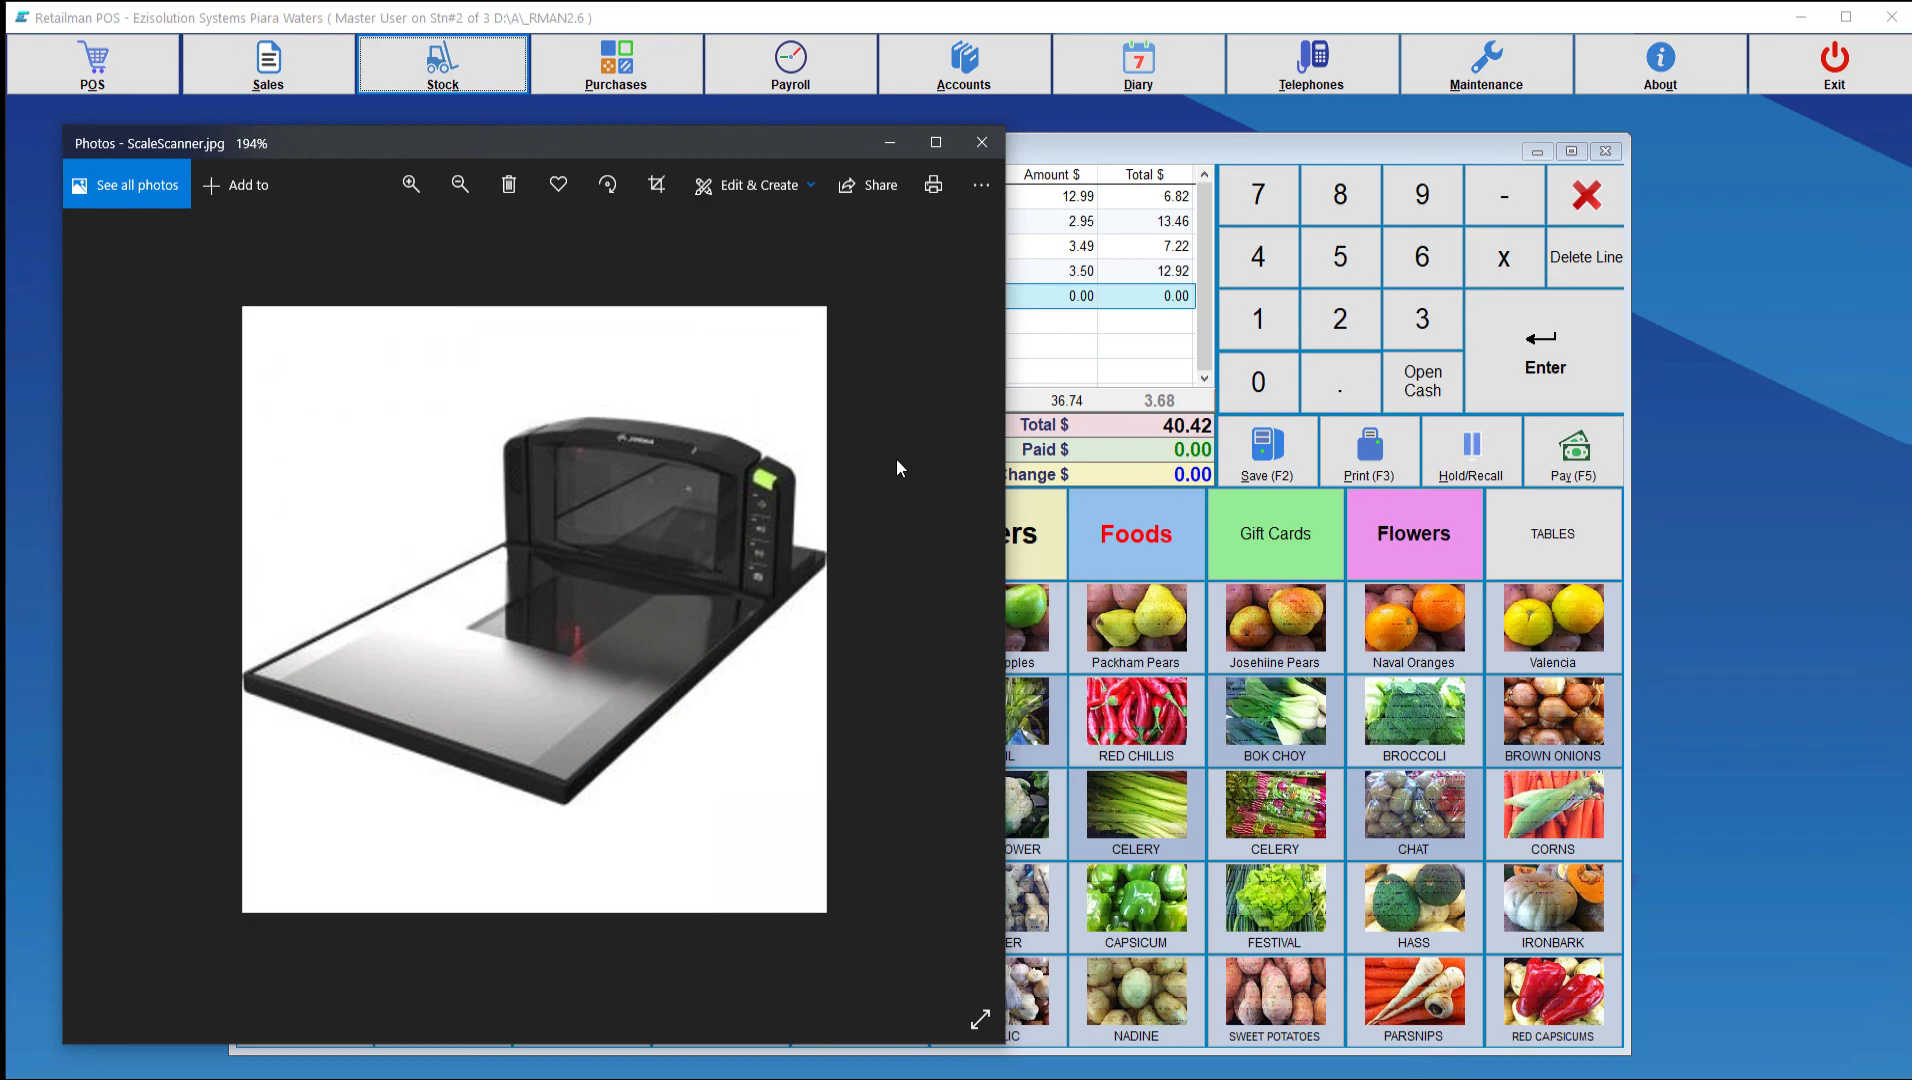 Retailman POS - Ezisolution Systems Piara Waters ( Master User on Stn#2 of 3 D:\A\_RMAN2.6 )
POS
Sales
Stock
Purchases
Payroll
Accounts
Diary
7
Telephones
Maintenance
About
Exit
Photos - ScaleScanner.jpg 194%
See all photos
Add to
Edit & Create
Share
Amount $ Total $
12.99 6.82
2.95 13.46
3.49 7.22
3.50 12.92
0.00 0.00
36.74 3.68
Total $ 40.42
Paid $ 0.00
hange $ 0.00
7 8 9 -
4 5 6 x Delete Line
1 2 3
Enter
0 . Open
Cash
Save (F2)
Print (F3)
Hold/Recall
Pay (F5)
ers
Foods
Gift Cards
Flowers
TABLES
pples
Packham Pears
Josehiine Pears
Naval Oranges
Valencia
IL
RED CHILLIS
BOK CHOY
BROCCOLI
BROWN ONIONS
OWER
CELERY
CELERY
CHAT
CORNS
ER
CAPSICUM
FESTIVAL
HASS
IRONBARK
LIC
NADINE
SWEET POTATOES
PARSNIPS
RED CAPSICUMS